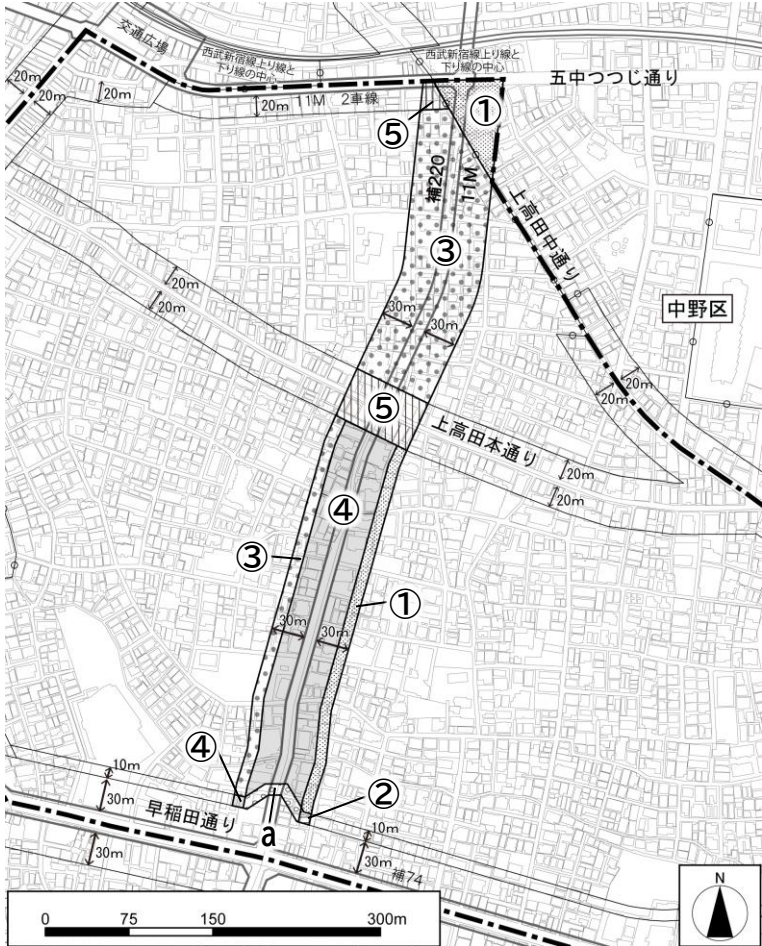 交通広場
西武新宿線上り線と
下り線の中心
西武新宿線上り線と
下り線の中心
五中つつじ通り
20m
20m
20m
11M 2車線
⑤
①
補220
11M
上高田中通り
③
中野区
20m
20m
30m
30m
20m
20m
⑤
上高田本通り
20m
20m
④
③
①
30m
30m
④
②
10m
30m
早稲田通り
a
30m
10m
30m
補74
N
0 75 150 300m